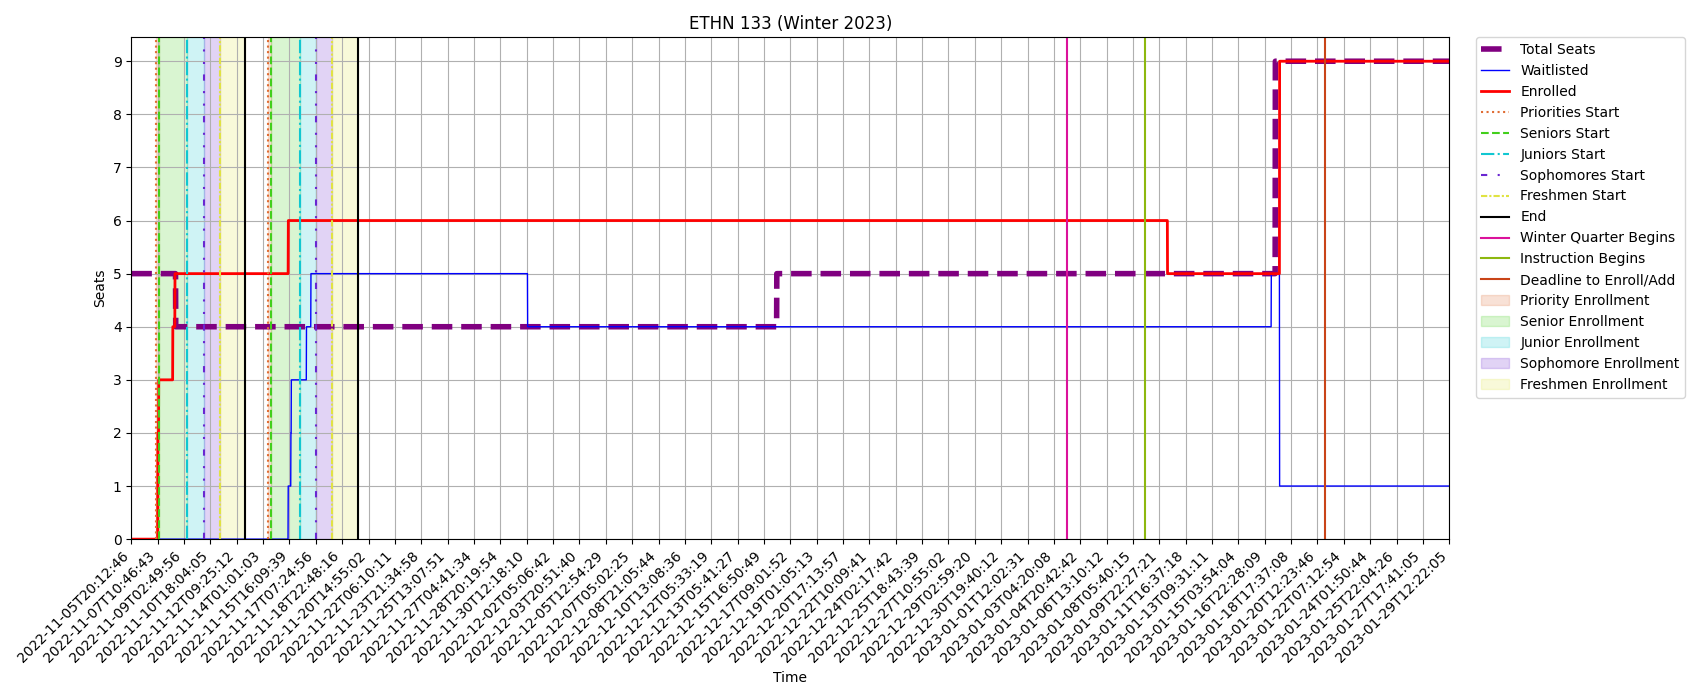 ETHN 133 (Winter 2023)
Seats
9
8
7
6
5
4
3
2
1
0
2022-11-05T20:12:46
2022-11-07T10:46:43
2022-11-09T02:49:56
2022-11-10T18:04:05
2022-11-12T09:25:12
2022-11-14T01:01:03
2022-11-15T16:09:39
2022-11-17T07:24:56
2022-11-18T22:48:16
2022-11-20T14:55:02
2022-11-22T06:10:11
2022-11-23T21:34:58
2022-11-25T13:07:51
2022-11-27T04:41:34
2022-11-28T20:19:54
2022-11-30T12:18:10
2022-12-02T05:06:42
2022-12-03T20:51:40
2022-12-05T12:54:29
2022-12-07T05:02:25
2022-12-08T21:05:44
2022-12-10T13:08:36
2022-12-12T05:33:19
2022-12-13T05:41:27
2022-12-15T16:50:49
2022-12-17T09:01:52
2022-12-19T01:05:13
2022-12-20T17:13:57
2022-12-22T10:09:41
2022-12-24T02:17:42
2022-12-25T18:43:39
2022-12-27T10:55:02
2022-12-29T02:59:20
2022-12-30T19:40:12
2023-01-01T12:02:31
2023-01-03T04:20:08
2023-01-04T20:42:42
2023-01-06T13:10:12
2023-01-08T05:40:15
2023-01-09T22:27:21
2023-01-11T16:37:18
2023-01-13T09:31:11
2023-01-15T03:54:04
2023-01-16T22:28:09
2023-01-18T17:37:08
2023-01-20T12:23:46
2023-01-22T07:12:54
2023-01-24T01:50:44
2023-01-25T22:04:26
2023-01-27T17:41:05
2023-01-29T12:22:05
Time
Total Seats
Waitlisted
Enrolled
Priorities Start
Seniors Start
Juniors Start
Sophomores Start
Freshmen Start
End
Winter Quarter Begins
Instruction Begins
Deadline to Enroll/Add
Priority Enrollment
Senior Enrollment
Junior Enrollment
Sophomore Enrollment
Freshmen Enrollment